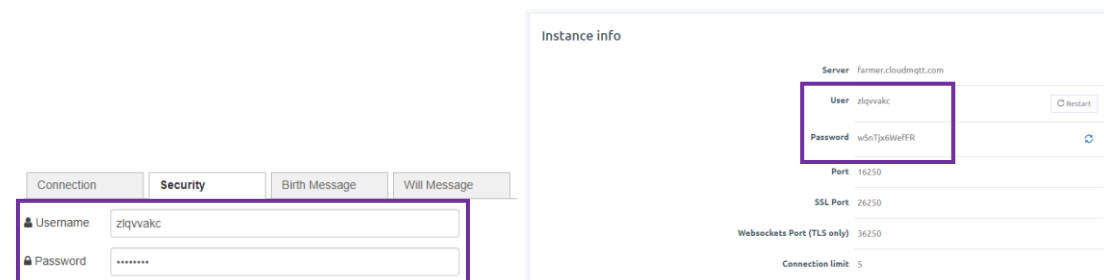 Instance info
Server farmer.cloudmqtt.com
User zlqvvakc
Restart
Password wSnTjx6WefFR
Port 16250
SSL Port 26250
Websockets Port (TLS only) 36250
Connection limit 5
Connection Security Birth Message Will Message
Username zlqvvakc
Password ••••••••